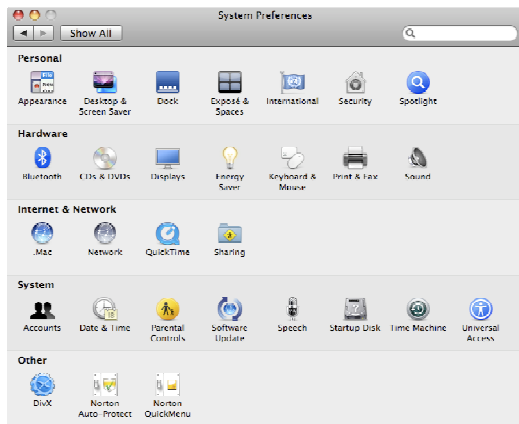 System Preferences
Show All
Personal
Appearance Desktop & Screen Saver Dock Exposé & Spaces International Security Spotlight
Hardware
Bluetooth CDs & DVDs Displays Energy Saver Keyboard & Mouse Print & Fax Sound
Internet & Network
.Mac Network QuickTime Sharing
System
Accounts Date & Time Parental Controls Software Update Speech Startup Disk Time Machine Universal Access
Other
DivX Norton Auto-Protect Norton QuickMenu